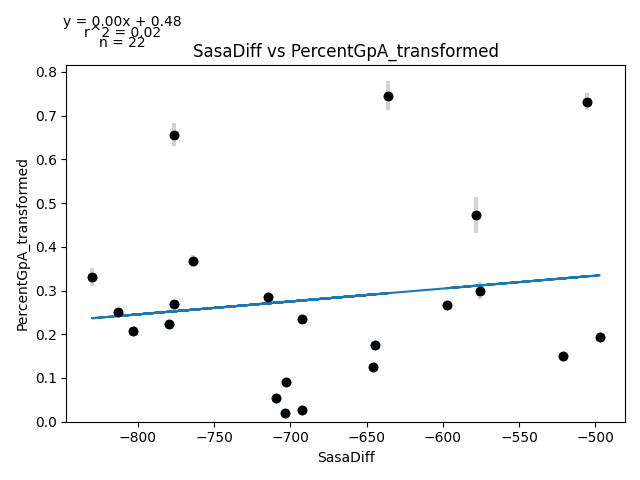 y = 0.00x + 0.48
r^2 = 0.02
n = 22
SasaDiff vs PercentGpA_transformed
PercentGpA_transformed
0.8
0.7
0.6
0.5
0.4
0.3
0.2
0.1
0.0
−800
−750
−700
−650
−600
−550
−500
SasaDiff